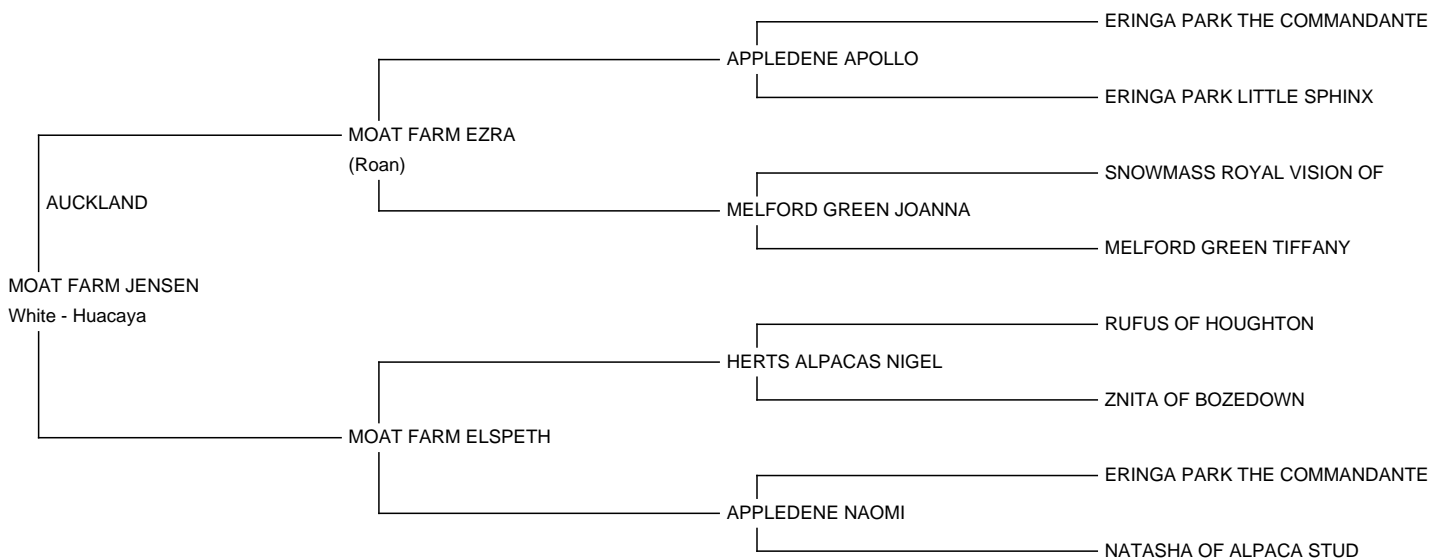 ERINGA PARK THE COMMANDANTE
APPLEDENE APOLLO
ERINGA PARK LITTLE SPHINX
MOAT FARM EZRA
(Roan)
SNOWMASS ROYAL VISION OF
AUCKLAND
MELFORD GREEN JOANNA
MELFORD GREEN TIFFANY
MOAT FARM JENSEN
White - Huacaya
RUFUS OF HOUGHTON
HERTS ALPACAS NIGEL
ZNITA OF BOZEDOWN
MOAT FARM ELSPETH
ERINGA PARK THE COMMANDANTE
APPLEDENE NAOMI
NATASHA OF ALPACA STUD